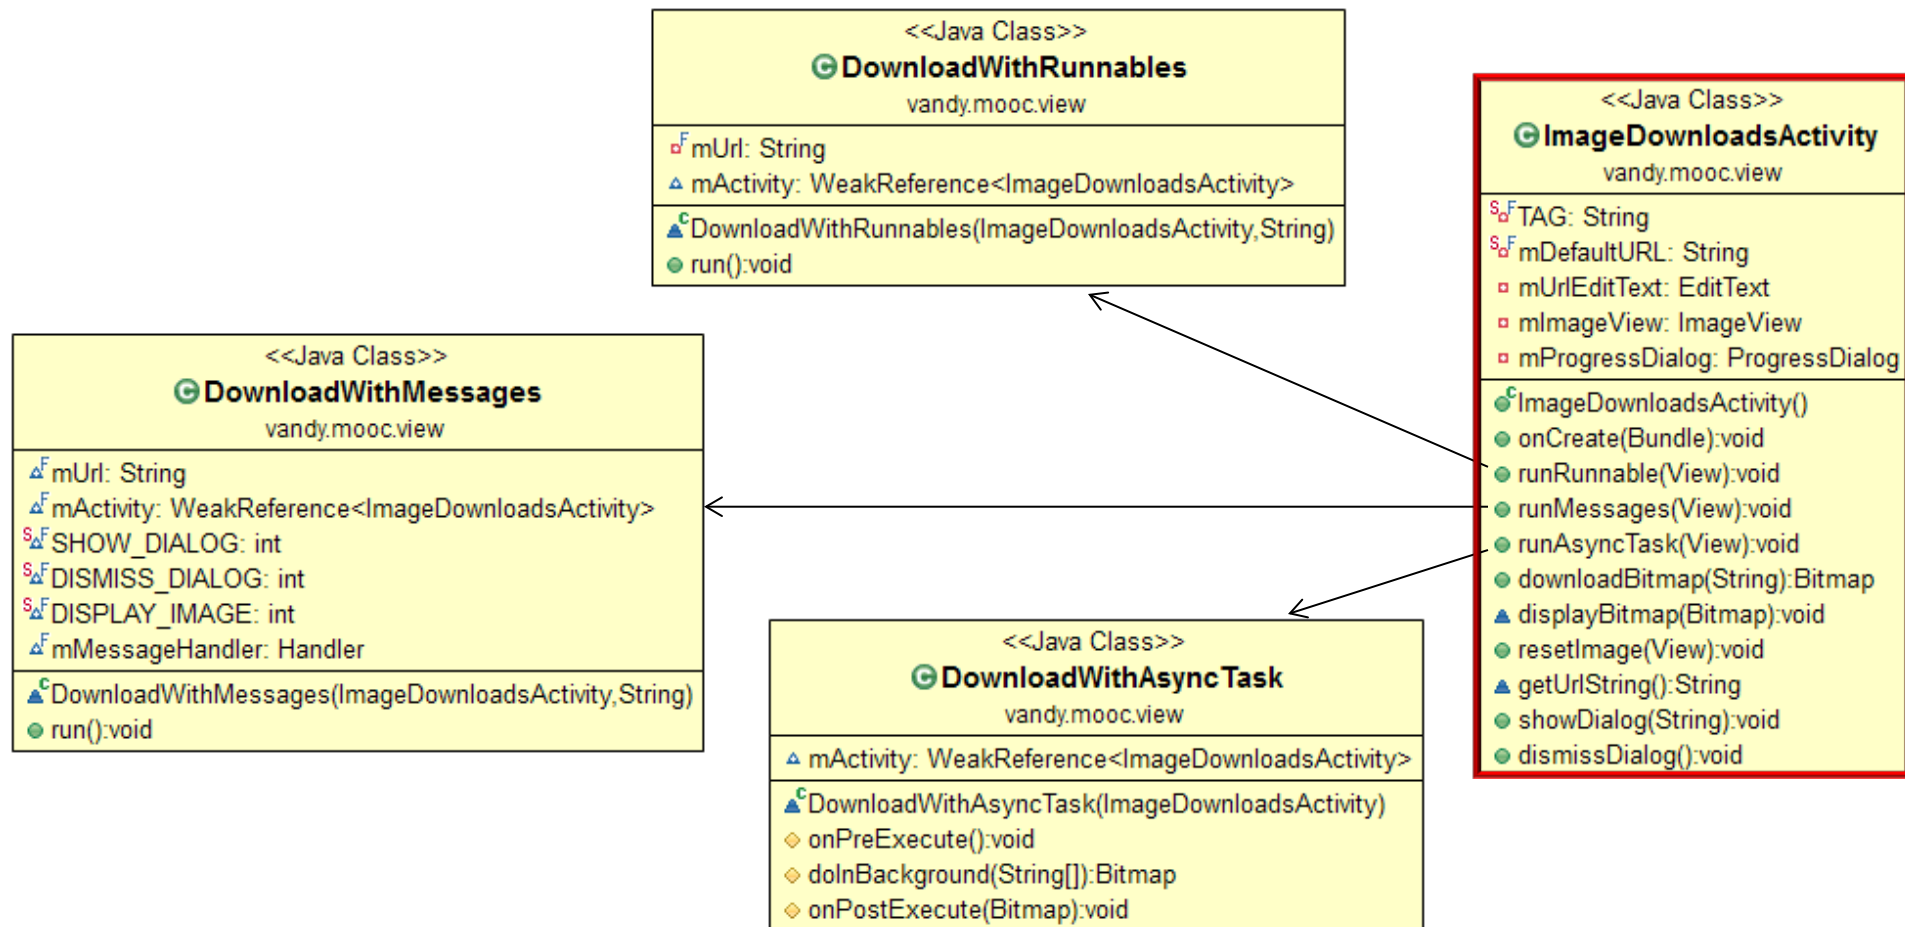 <<Java Class>>
DownloadWithRunnables
vandy.mooc.view
mUrl: String
mActivity: WeakReference<ImageDownloadsActivity>
DownloadWithRunnables(ImageDownloadsActivity,String)
run():void
<<Java Class>>
ImageDownloadsActivity
vandy.mooc.view
TAG: String
mDefaultURL: String
mUrlEditText: EditText
mImageView: ImageView
mProgressDialog: ProgressDialog
ImageDownloadsActivity()
onCreate(Bundle):void
runRunnable(View):void
runMessages(View):void
runAsyncTask(View):void
downloadBitmap(String):Bitmap
displayBitmap(Bitmap):void
resetImage(View):void
getUrlString():String
showDialog(String):void
dismissDialog():void
<<Java Class>>
DownloadWithMessages
vandy.mooc.view
mUrl: String
mActivity: WeakReference<ImageDownloadsActivity>
SHOW_DIALOG: int
DISMISS_DIALOG: int
DISPLAY_IMAGE: int
mMessageHandler: Handler
DownloadWithMessages(ImageDownloadsActivity,String)
run():void
<<Java Class>>
DownloadWithAsyncTask
vandy.mooc.view
mActivity: WeakReference<ImageDownloadsActivity>
DownloadWithAsyncTask(ImageDownloadsActivity)
onPreExecute():void
doInBackground(String[]):Bitmap
onPostExecute(Bitmap):void